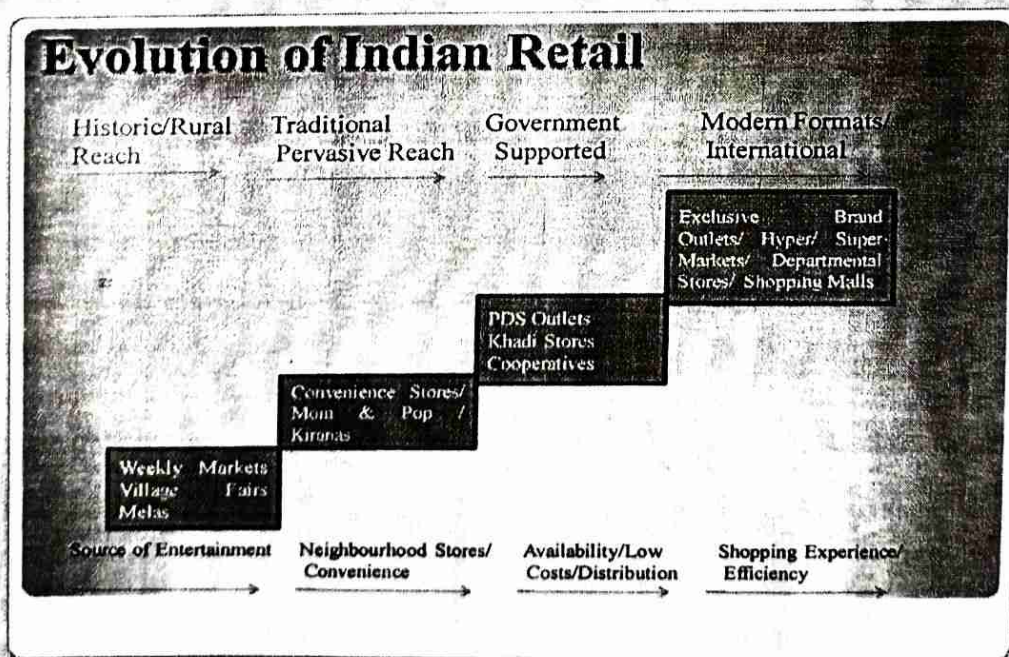 Evolution of Indian Retail
Historic/Rural
Reach
Traditional
Pervasive Reach
Government
Supported
Modern Formats/
International
Exclusive Brand
Outlets/ Hyper/ Super-
Markets/ Departmental
Stores/ Shopping Malls
PDS Outlets
Khadi Stores
Cooperatives
Convenience Stores/
Mom & Pop /
Kiranas
Weekly Markets
Village Fairs
Melas
Source of Entertainment
Neighbourhood Stores/
Convenience
Availability/Low
Costs/Distribution
Shopping Experience/
Efficiency